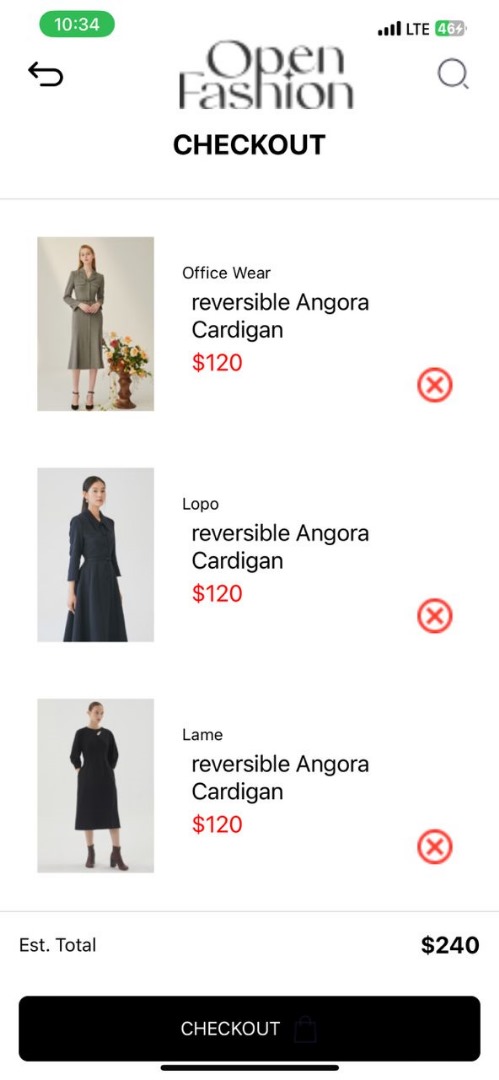 10:34
LTE 46
Open
Fashion
CHECKOUT
Office Wear
reversible Angora
Cardigan
$120
Lopo
reversible Angora
Cardigan
$120
Lame
reversible Angora
Cardigan
$120
Est. Total $240
CHECKOUT